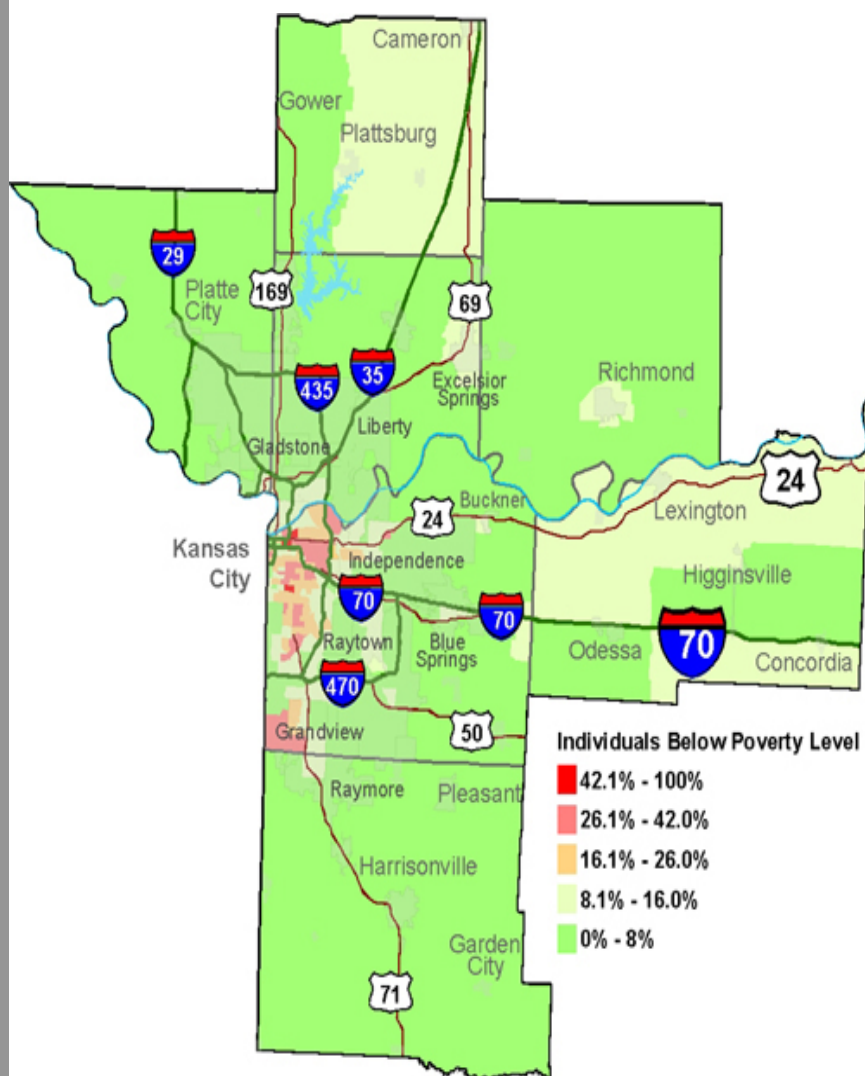 Cameron
Gower
Plattsburg
29
Platte
City
169
69
435
35
Excelsior
Springs
Richmond
Gladstone
Liberty
24
24
Buckner
Lexington
Kansas
City
Independence
Higginsville
70
70
70
Raytown
Blue
Springs
Odessa
Concordia
470
50
Grandview
Raymore
Pleasant
Harrisonville
Garden
City
71
Individuals Below Poverty Level
42.1% - 100%
26.1% - 42.0%
16.1% - 26.0%
8.1% - 16.0%
0% - 8%